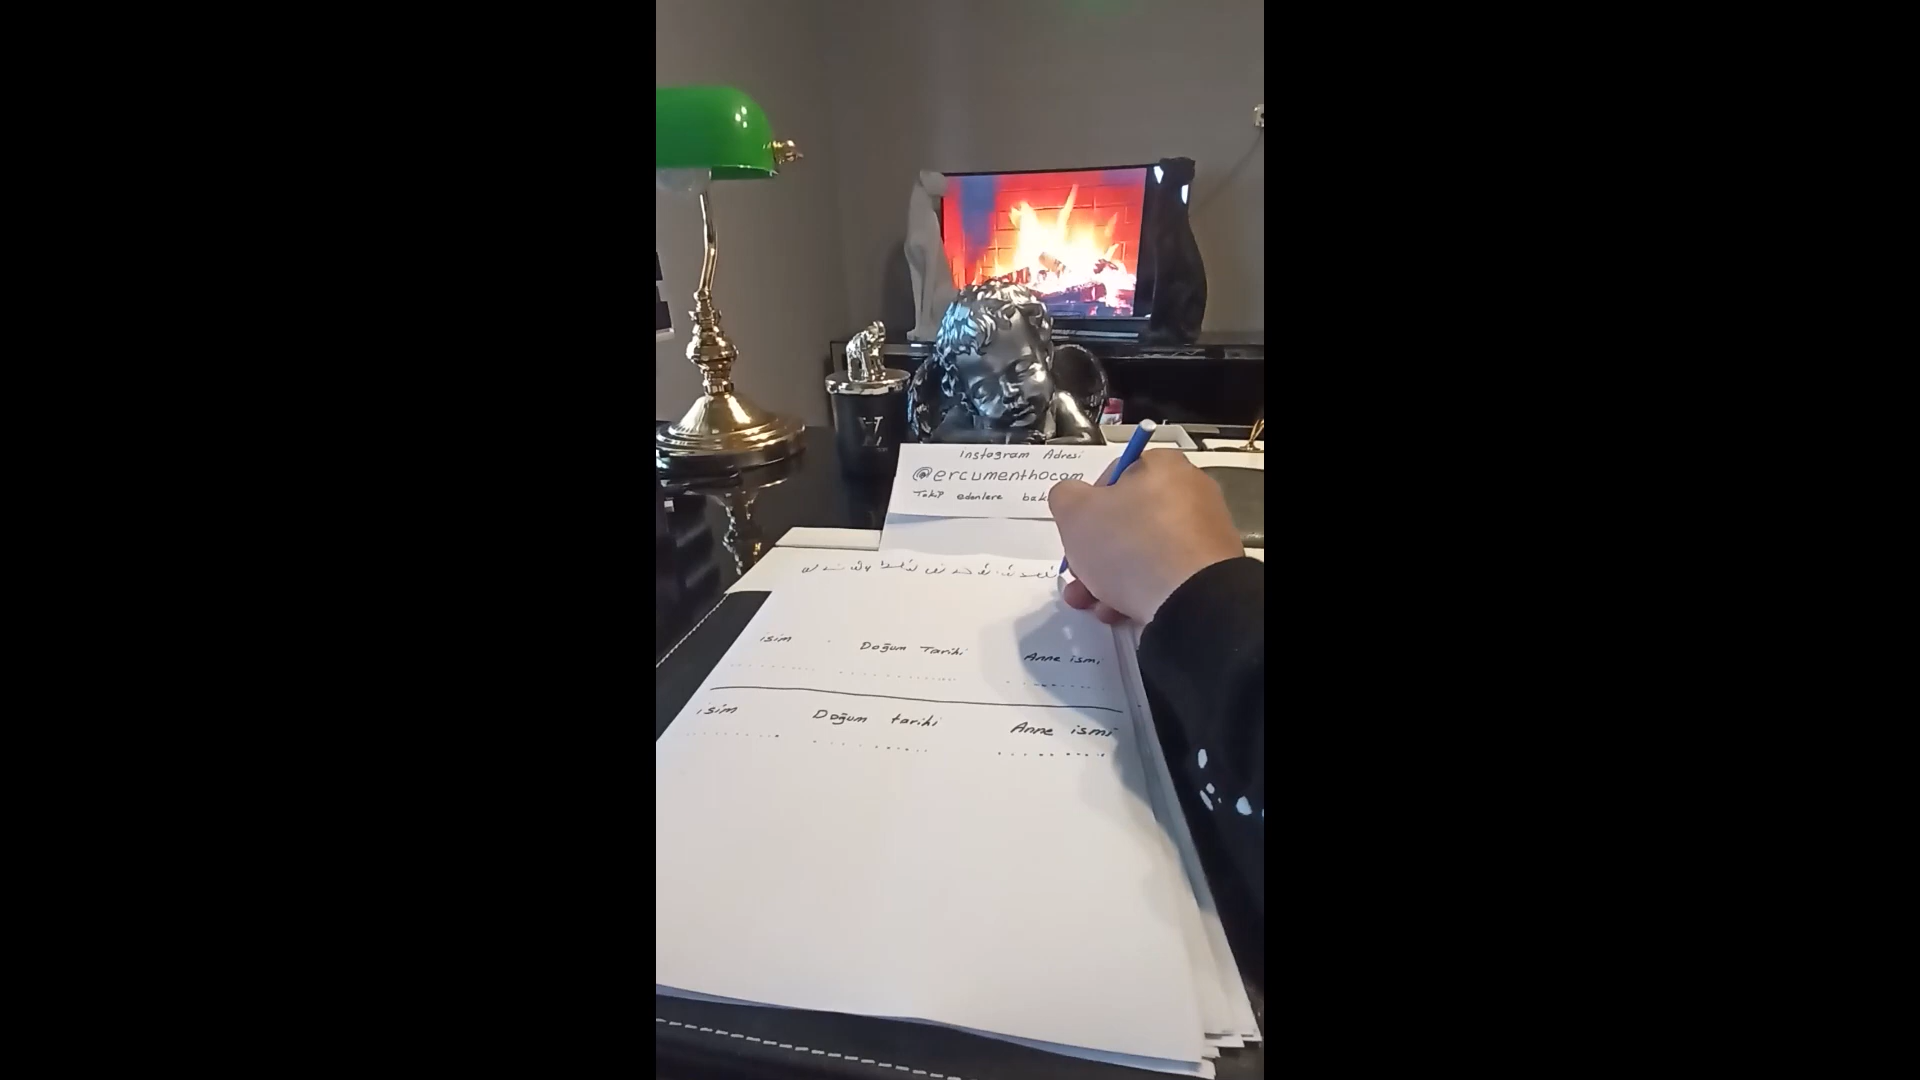 instagram Adresi
@ercumenthocam
Takip edenlere
isim Doğum Tarihi Anne ismi
isim Doğum tarihi Anne ismi